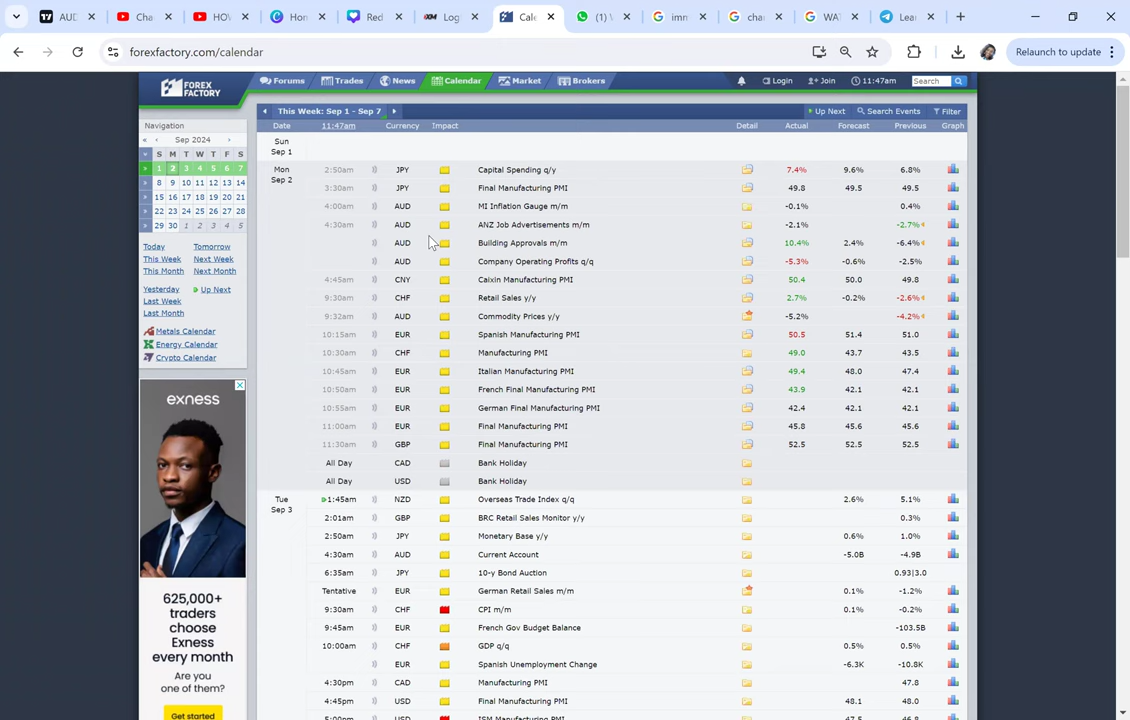 AUD
Cha
HOV
Hon
Red
Log
Cale
(1) V
imn
cha
WAT
Lear
forexfactory.com/calendar
Relaunch to update
FOREX FACTORY
Forums
Trades
News
Calendar
Market
Brokers
Login
Join
11:47am
Search
Navigation
Sep 2024
S M T W T F S
1 2 3 4 5 6 7
8 9 10 11 12 13 14
15 16 17 18 19 20 21
22 23 24 25 26 27 28
29 30 1 2 3 4 5
Today Tomorrow
This Week Next Week
This Month Next Month
Yesterday Up Next
Last Week
Last Month
Metals Calendar
Energy Calendar
Crypto Calendar
exness
625,000+
traders
choose
Exness
every month
Are you
one of them?
Get started
This Week: Sep 1 - Sep 7
Up Next Search Events Filter
Date 11:47am Currency Impact Detail Actual Forecast Previous Graph
Sun
Sep 1
Mon
Sep 2
2:50am JPY Capital Spending q/y 7.4% 9.6% 6.8%
3:30am JPY Final Manufacturing PMI 49.8 49.5 49.5
4:00am AUD MI Inflation Gauge m/m -0.1% 0.4%
4:30am AUD ANZ Job Advertisements m/m -2.1% -2.7%
AUD Building Approvals m/m 10.4% 2.4% -6.4%
AUD Company Operating Profits q/q -5.3% -0.6% -2.5%
4:45am CNY Caixin Manufacturing PMI 50.4 50.0 49.8
9:30am CHF Retail Sales y/y 2.7% -0.2% -2.6%
9:32am AUD Commodity Prices y/y -5.2% -4.2%
10:15am EUR Spanish Manufacturing PMI 50.5 51.4 51.0
10:30am CHF Manufacturing PMI 49.0 43.7 43.5
10:45am EUR Italian Manufacturing PMI 49.4 48.0 47.4
10:50am EUR French Final Manufacturing PMI 43.9 42.1 42.1
10:55am EUR German Final Manufacturing PMI 42.4 42.1 42.1
11:00am EUR Final Manufacturing PMI 45.8 45.6 45.6
11:30am GBP Final Manufacturing PMI 52.5 52.5 52.5
All Day CAD Bank Holiday
All Day USD Bank Holiday
Tue
Sep 3
1:45am NZD Overseas Trade Index q/q 2.6% 5.1%
2:01am GBP BRC Retail Sales Monitor y/y 0.3%
2:50am JPY Monetary Base y/y 0.6% 1.0%
4:30am AUD Current Account -5.0B -4.9B
6:35am JPY 10-y Bond Auction 0.93|3.0
Tentative EUR German Retail Sales m/m 0.1% -1.2%
9:30am CHF CPI m/m 0.1% -0.2%
9:45am EUR French Gov Budget Balance -103.5B
10:00am CHF GDP q/q 0.5% 0.5%
EUR Spanish Unemployment Change -6.3K -10.8K
4:30pm CAD Manufacturing PMI 47.8
4:45pm USD Final Manufacturing PMI 48.1 48.0
5:00pm USD ISM Manufacturing PMI 47.5 46.8